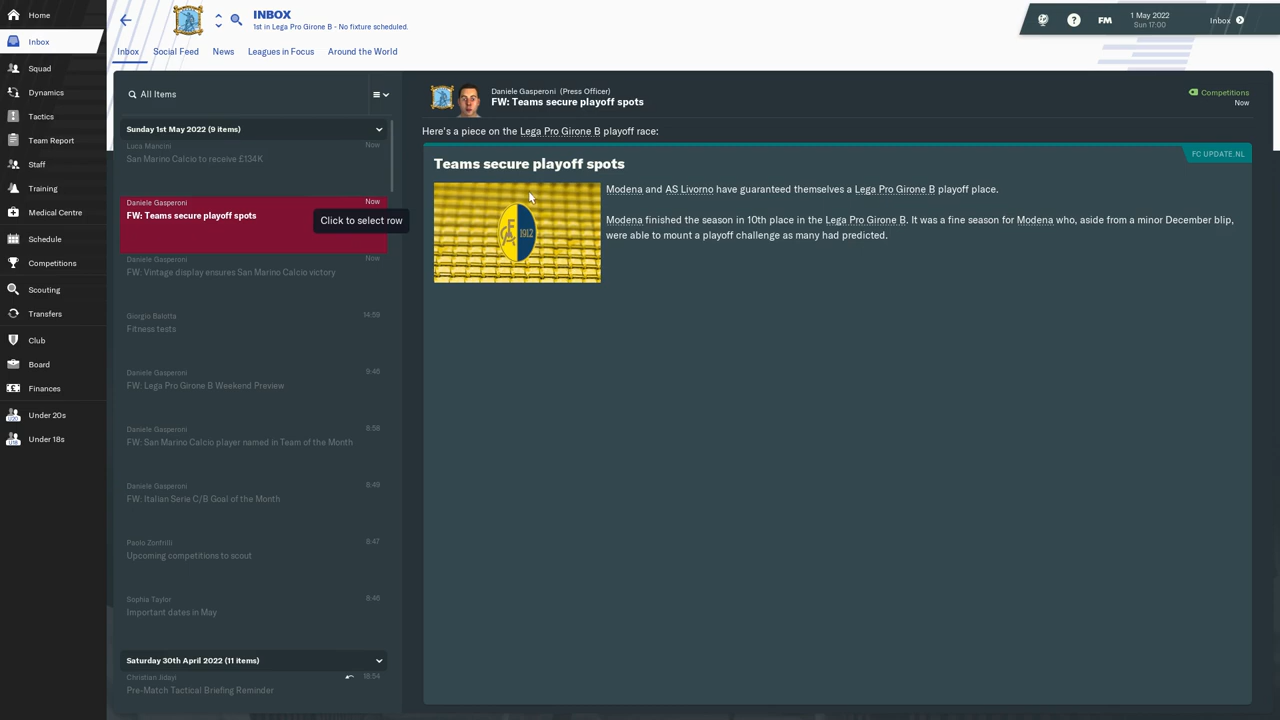 Home
Inbox
Squad
Dynamics
Tactics
Team Report
Staff
Training
Medical Centre
Schedule
Competitions
Scouting
Transfers
Club
Board
Finances
Under 20s
Under 18s
INBOX
1st in Lega Pro Girone B - No fixture scheduled.
?
FM
1 May 2022
Sun 17:00
Inbox
Inbox
Social Feed
News
Leagues in Focus
Around the World
All Items
Sunday 1st May 2022 (9 items)
Luca Mancini
Now
San Marino Calcio to receive £134K
Daniele Gasperoni
Now
FW: Teams secure playoff spots
Click to select row
Daniele Gasperoni
Now
FW: Vintage display ensures San Marino Calcio victory
Giorgio Balotta
14:59
Fitness tests
Daniele Gasperoni
9:46
FW: Lega Pro Girone B Weekend Preview
Daniele Gasperoni
8:58
FW: San Marino Calcio player named in Team of the Month
Daniele Gasperoni
8:49
FW: Italian Serie C/B Goal of the Month
Paolo Zonfrilli
8:47
Upcoming competitions to scout
Sophia Taylor
8:46
Important dates in May
Saturday 30th April 2022 (11 items)
Christian Jidayi
Pre-Match Tactical Briefing Reminder
Daniele Gasperoni (Press Officer)
FW: Teams secure playoff spots
Competitions
Now
Here's a piece on the Lega Pro Girone B playoff race:
Teams secure playoff spots
FC UPDATE.NL
1912
Modena and AS Livorno have guaranteed themselves a Lega Pro Girone B playoff place.
Modena finished the season in 10th place in the Lega Pro Girone B. It was a fine season for Modena who, aside from a minor December blip,
were able to mount a playoff challenge as many had predicted.